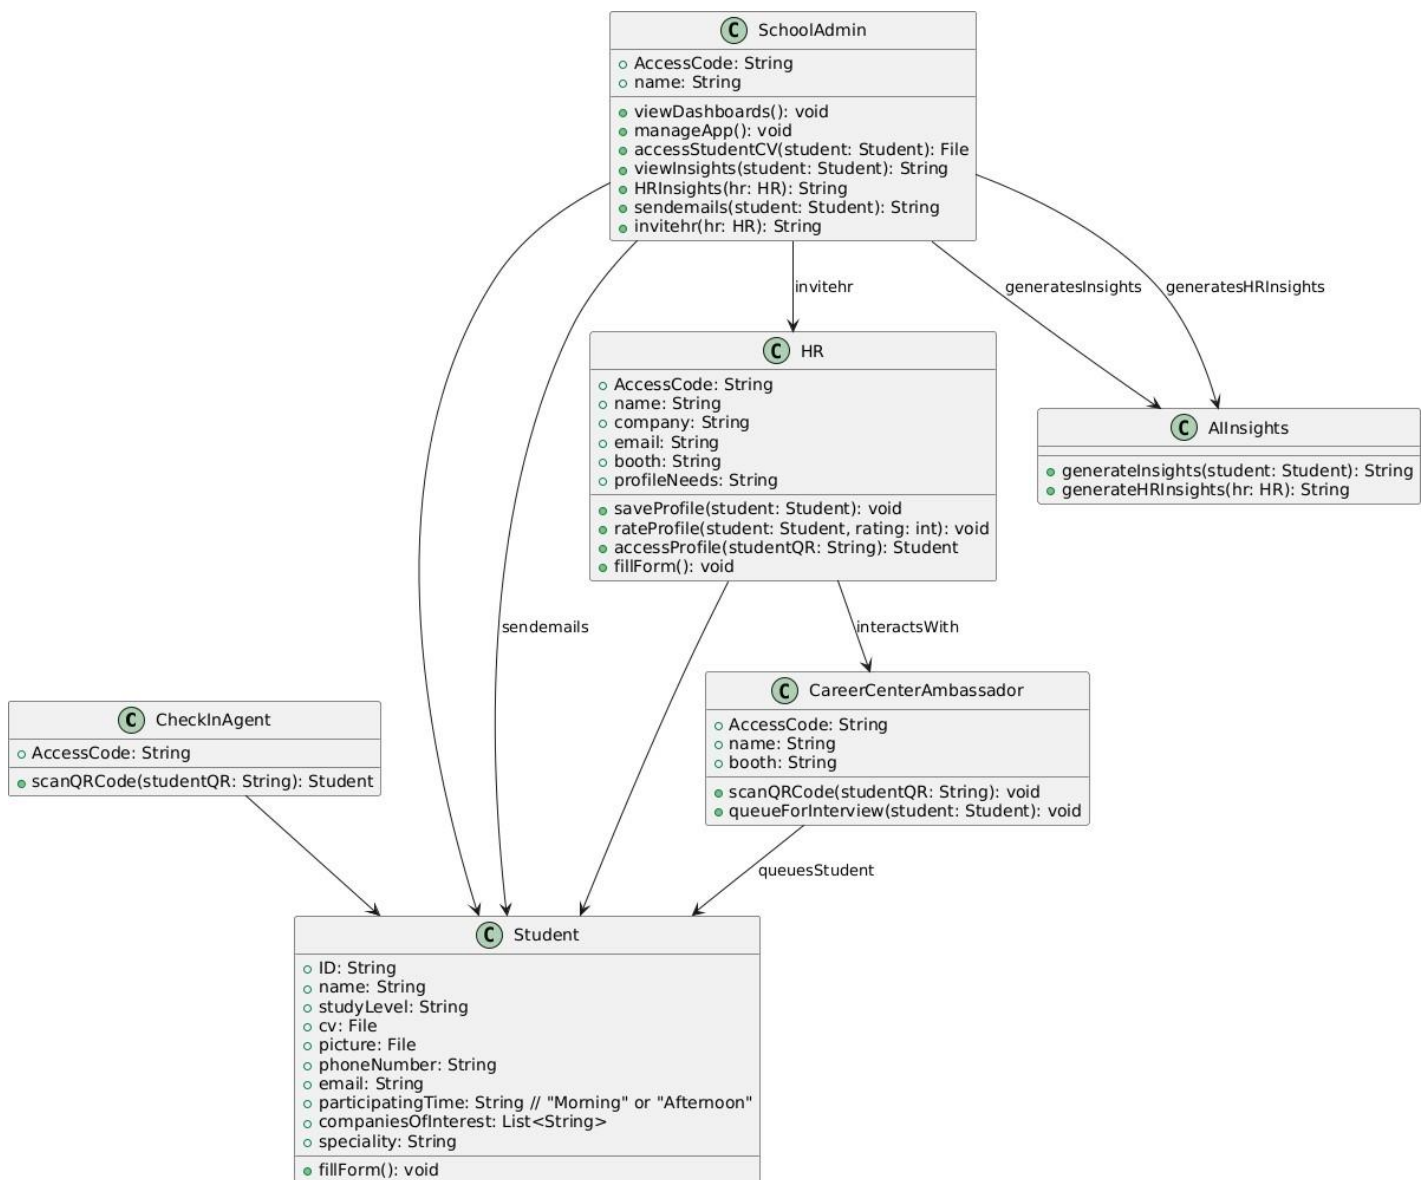 C SchoolAdmin
AccessCode: String
name: String
viewDashboards(): void
manageApp(): void
accessStudentCV(student: Student): File
viewInsights(student: Student): String
HRInsights(hr: HR): String
sendemails(student: Student): String
invitehr(hr: HR): String
invitehr
generatesInsights
generatesHRInsights
C HR
AccessCode: String
name: String
company: String
email: String
booth: String
profileNeeds: String
saveProfile(student: Student): void
rateProfile(student: Student, rating: int): void
accessProfile(studentQR: String): Student
fillForm(): void
C AIInsights
generateInsights(student: Student): String
generateHRInsights(hr: HR): String
sendemails
interactsWith
C CheckInAgent
AccessCode: String
scanQRCode(studentQR: String): Student
C CareerCenterAmbassador
AccessCode: String
name: String
booth: String
scanQRCode(studentQR: String): void
queueForInterview(student: Student): void
queuesStudent
C Student
ID: String
name: String
studyLevel: String
cv: File
picture: File
phoneNumber: String
email: String
participatingTime: String // "Morning" or "Afternoon"
companiesOfInterest: List<String>
speciality: String
fillForm(): void